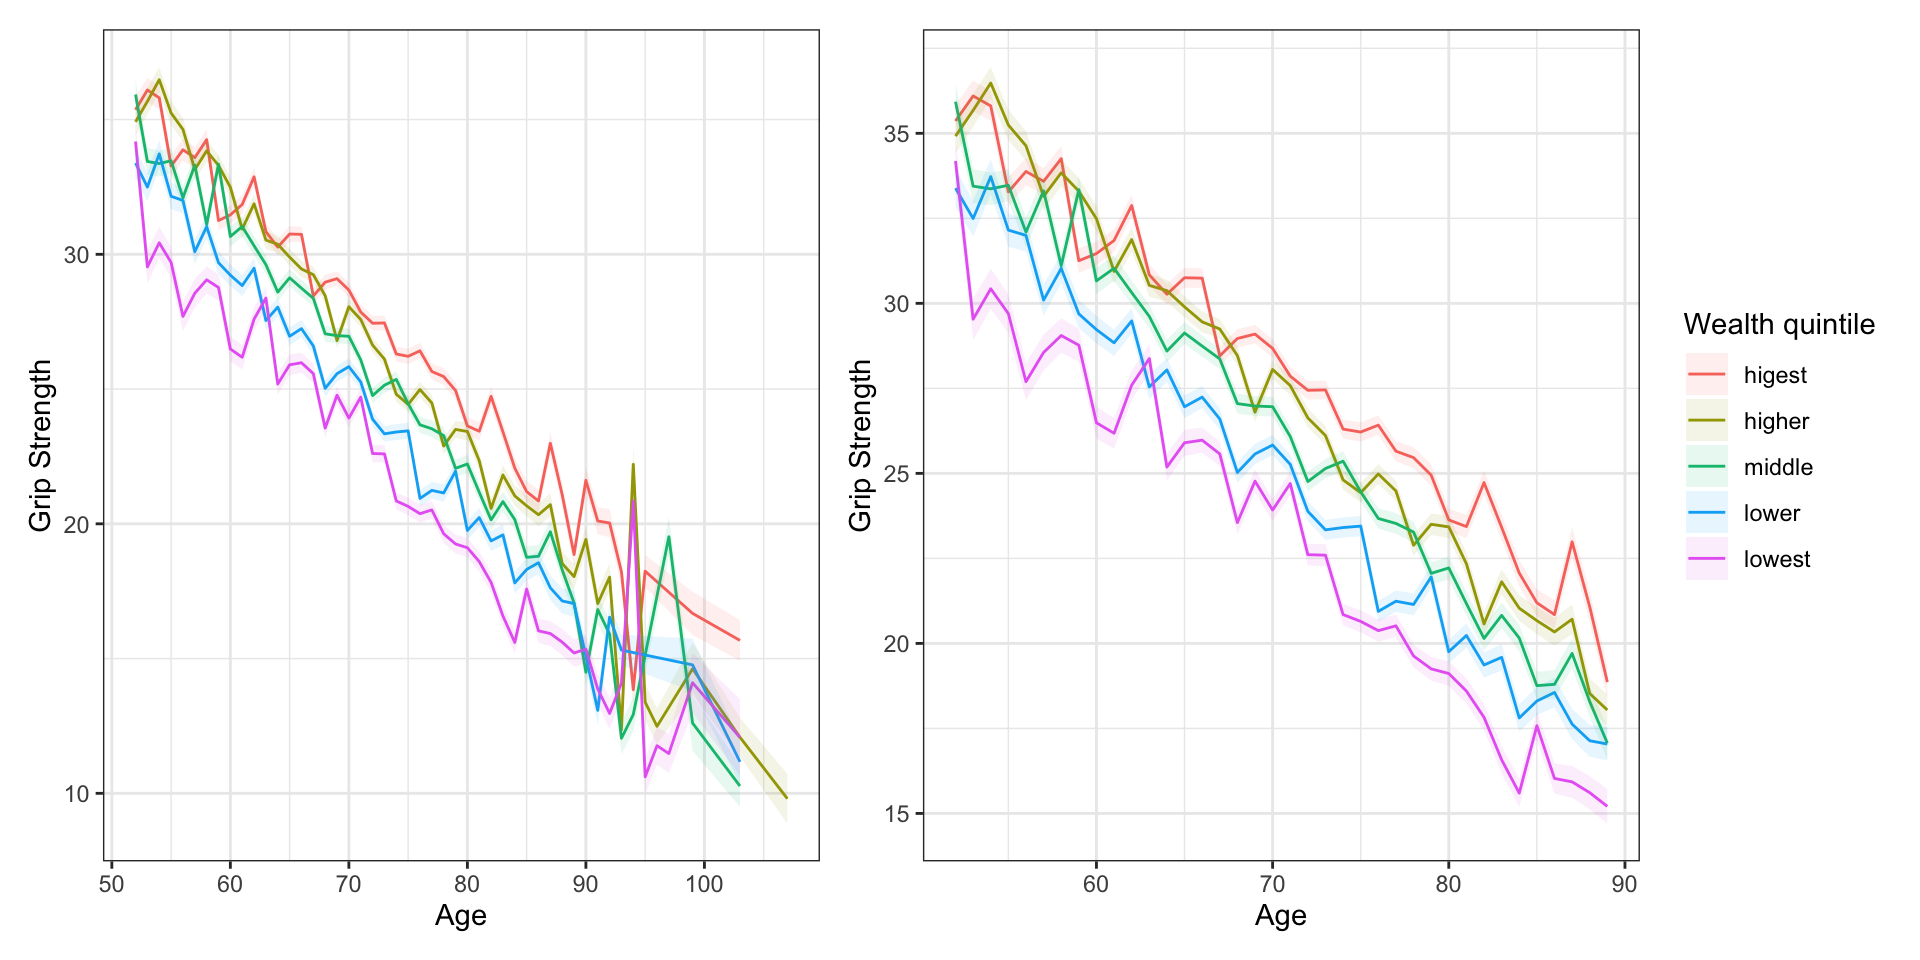 Grip Strength
30
20
10
50 60 70 80 90 100
Age
Grip Strength
35
30
25
20
15
60 70 80 90
Age
Wealth quintile
higest
higher
middle
lower
lowest